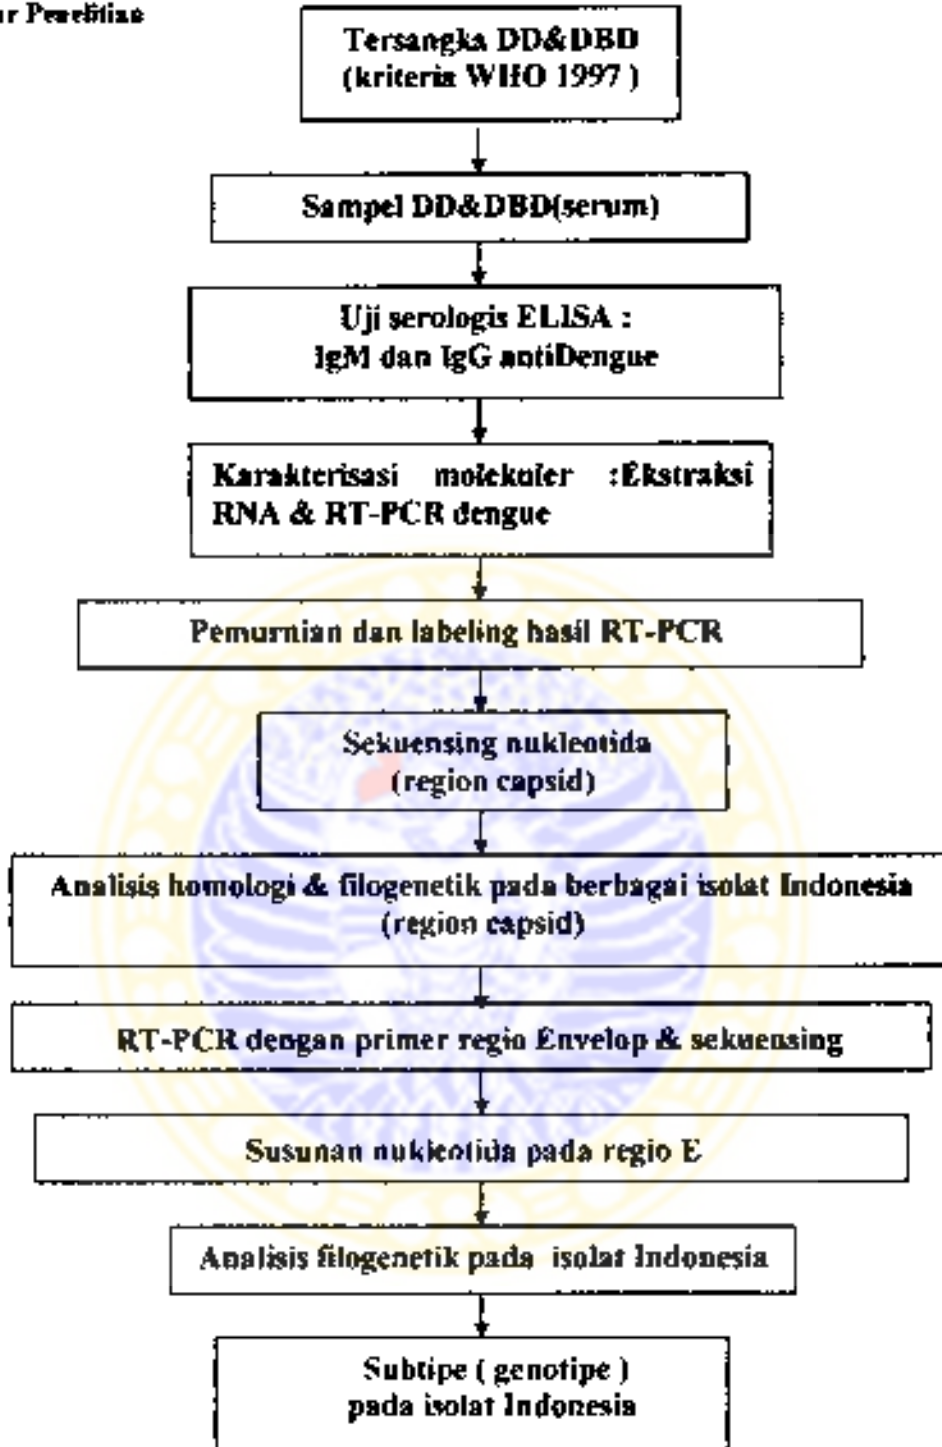 Penelitian
Tersangka DD&DBD
(kriteria WHO 1997 )
Sampel DD&DBD(serum)
Uji serologis ELISA :
IgM dan IgG antiDengue
Karakterisasi molekuler :Ekstraksi
RNA & RT-PCR dengue
Pemurnian dan labeling hasil RT-PCR
Sekuensing nukleotida
(region capsid)
Analisis homologi & filogenetik pada berbagai isolat Indonesia
(region capsid)
RT-PCR dengan primer regio Envelop & sekuensing
Susunan nukleotida pada regio E
Analisis filogenetik pada isolat Indonesia
Subtipe ( genotipe )
pada isolat Indonesia